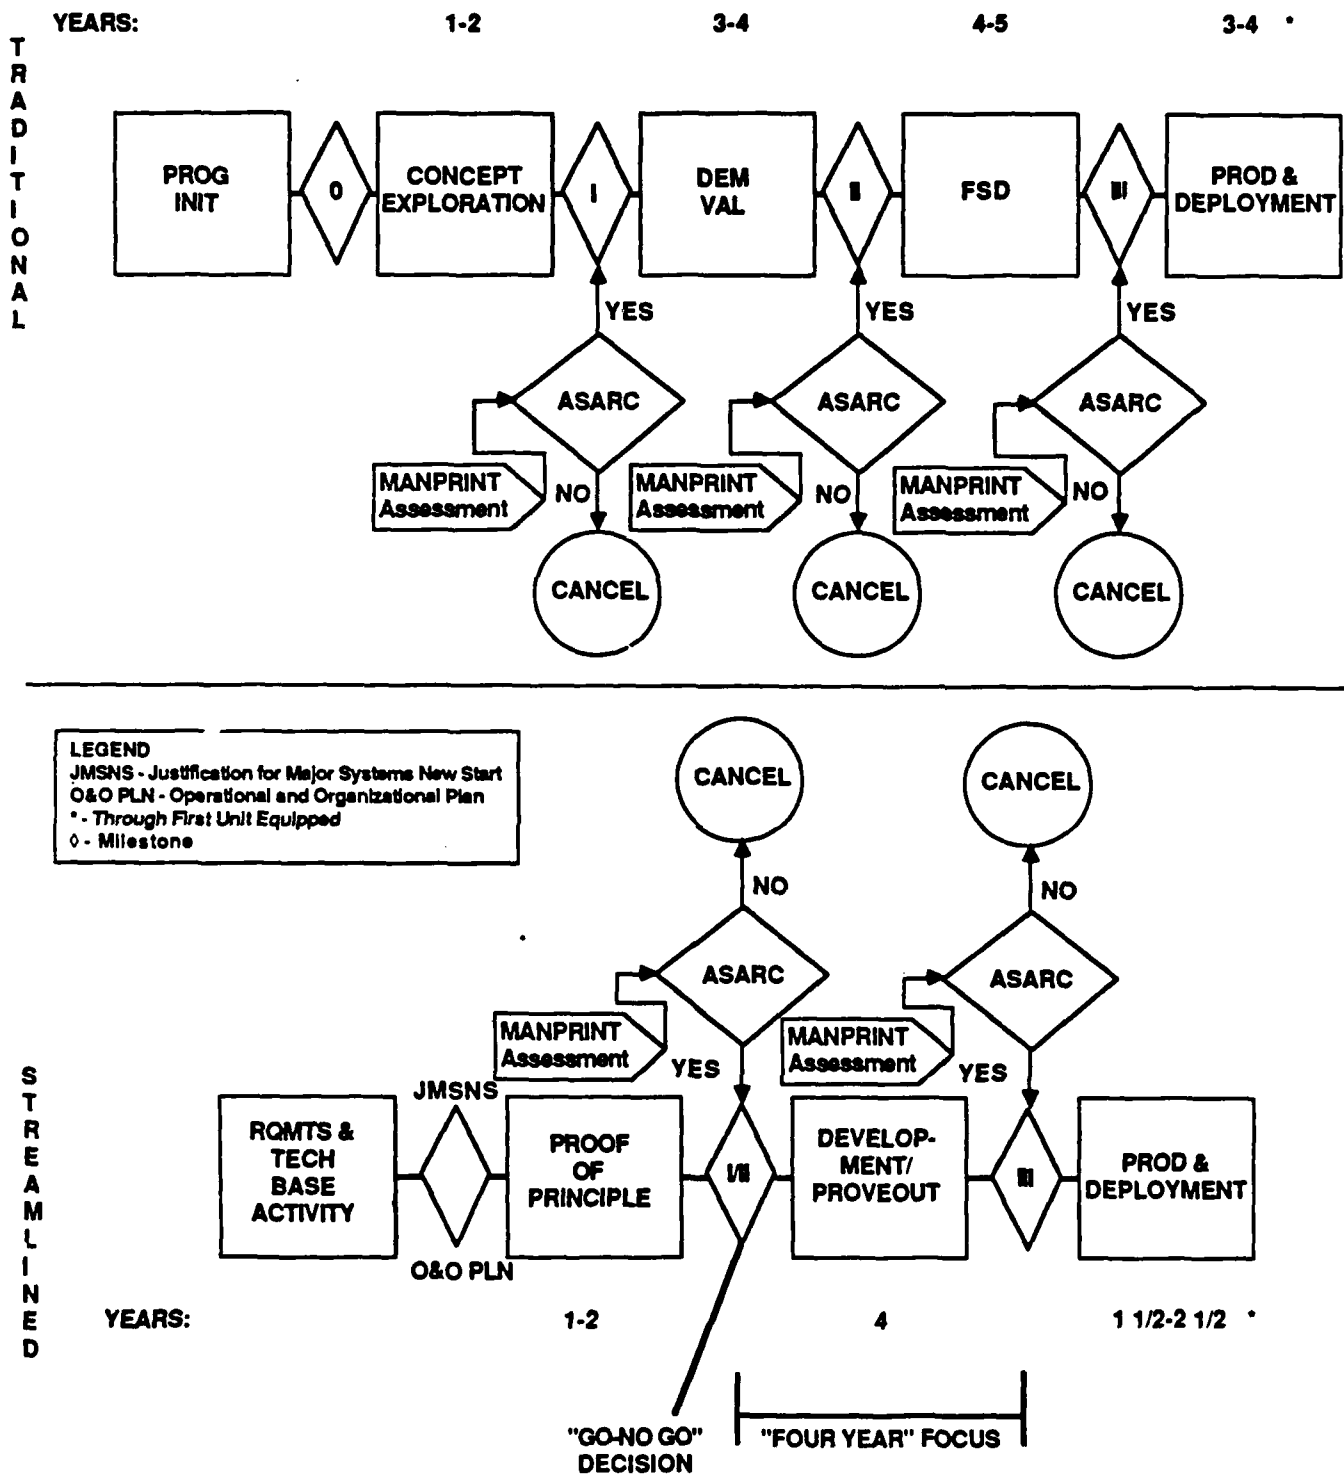 YEARS: 1-2 3-4 4-5 3-4 *
TRADITIONAL
PROG
INIT
0
CONCEPT
EXPLORATION
I
DEM
VAL
II
FSD
III
PROD &
DEPLOYMENT
YES
YES
YES
ASARC
ASARC
ASARC
MANPRINT
Assessment
NO
MANPRINT
Assessment
NO
MANPRINT
Assessment
NO
CANCEL
CANCEL
CANCEL
LEGEND
JMSNS - Justification for Major Systems New Start
O&O PLN - Operational and Organizational Plan
* - Through First Unit Equipped
◊ - Milestone
CANCEL
CANCEL
NO
NO
ASARC
ASARC
MANPRINT
Assessment
YES
MANPRINT
Assessment
YES
STREAMLINED
RQMTS &
TECH
BASE
ACTIVITY
JMSNS
O&O PLN
PROOF
OF
PRINCIPLE
I/II
DEVELOP-
MENT/
PROVEOUT
III
PROD &
DEPLOYMENT
YEARS: 1-2 4 1 1/2-2 1/2 *
"GO-NO GO"
DECISION
"FOUR YEAR" FOCUS